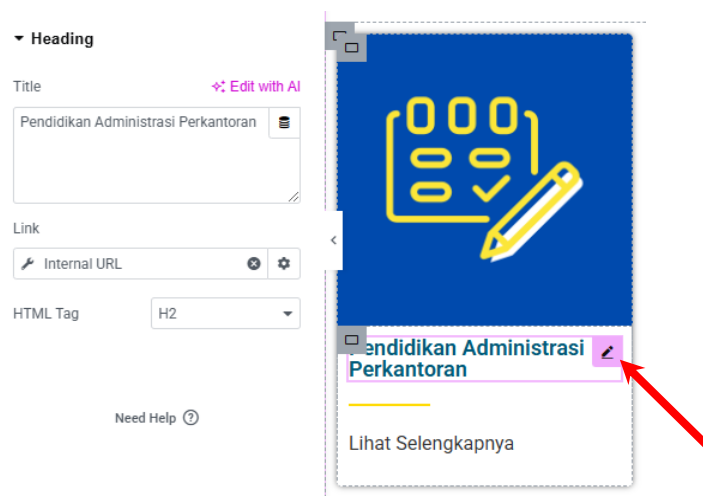 Heading
Title
Edit with AI
Pendidikan Administrasi Perkantoran
Link
Internal URL
HTML Tag
H2
Need Help
Pendidikan Administrasi
Perkantoran
Lihat Selengkapnya